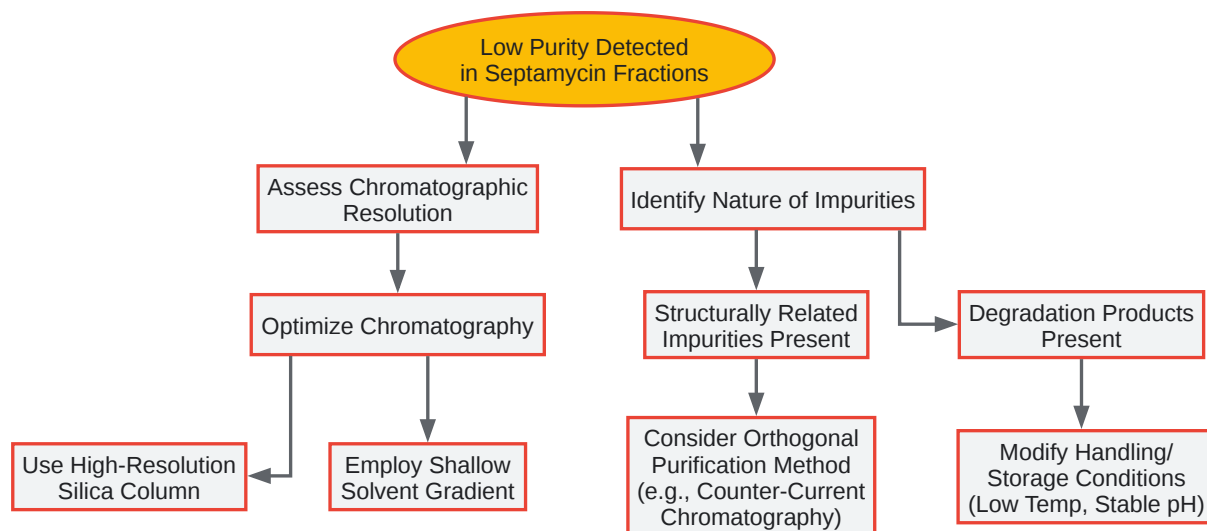 Low Purity Detected
in Septamycin Fractions
Assess Chromatographic
Resolution
Identify Nature of Impurities
Optimize Chromatography
Structurally Related
Impurities Present
Degradation Products
Present
Use High-Resolution
Silica Column
Employ Shallow
Solvent Gradient
Consider Orthogonal
Purification Method
(e.g., Counter-Current
Chromatography)
Modify Handling/
Storage Conditions
(Low Temp, Stable pH)